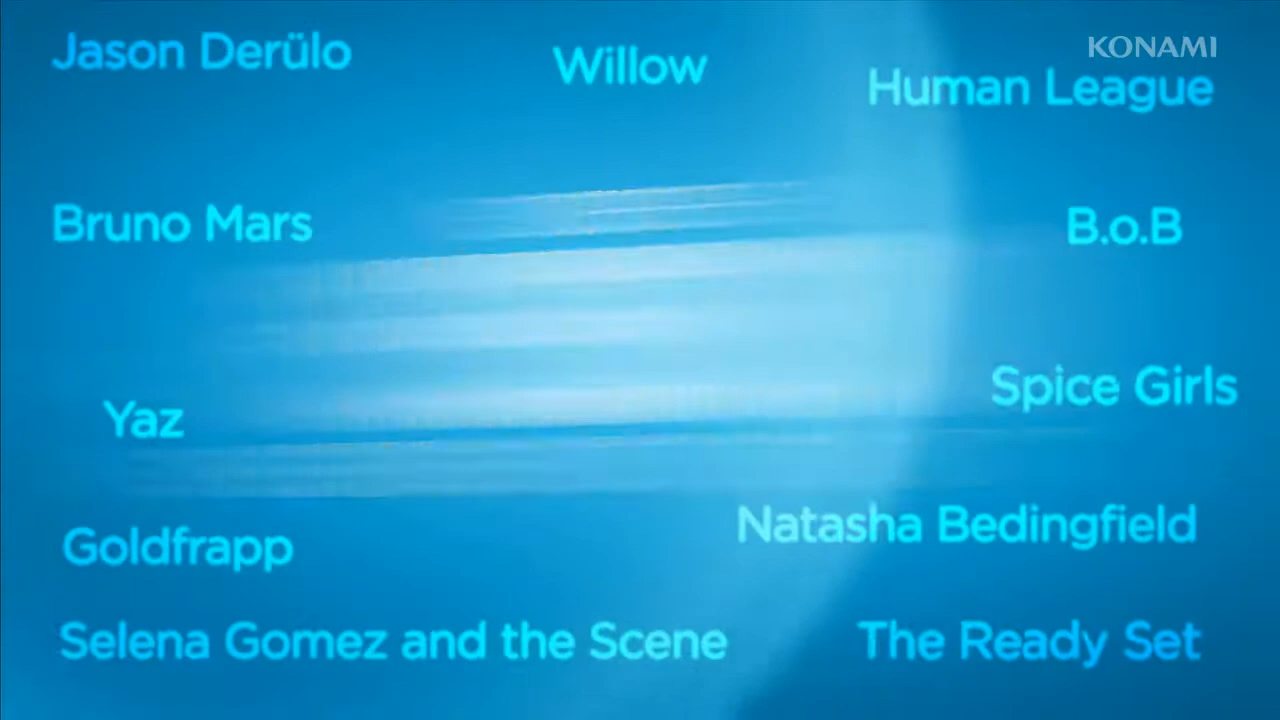 Jason Derülo
Willow
KONAMI
Human League
Bruno Mars
B.o.B
Yaz
Spice Girls
Goldfrapp
Natasha Bedingfield
Selena Gomez and the Scene
The Ready Set